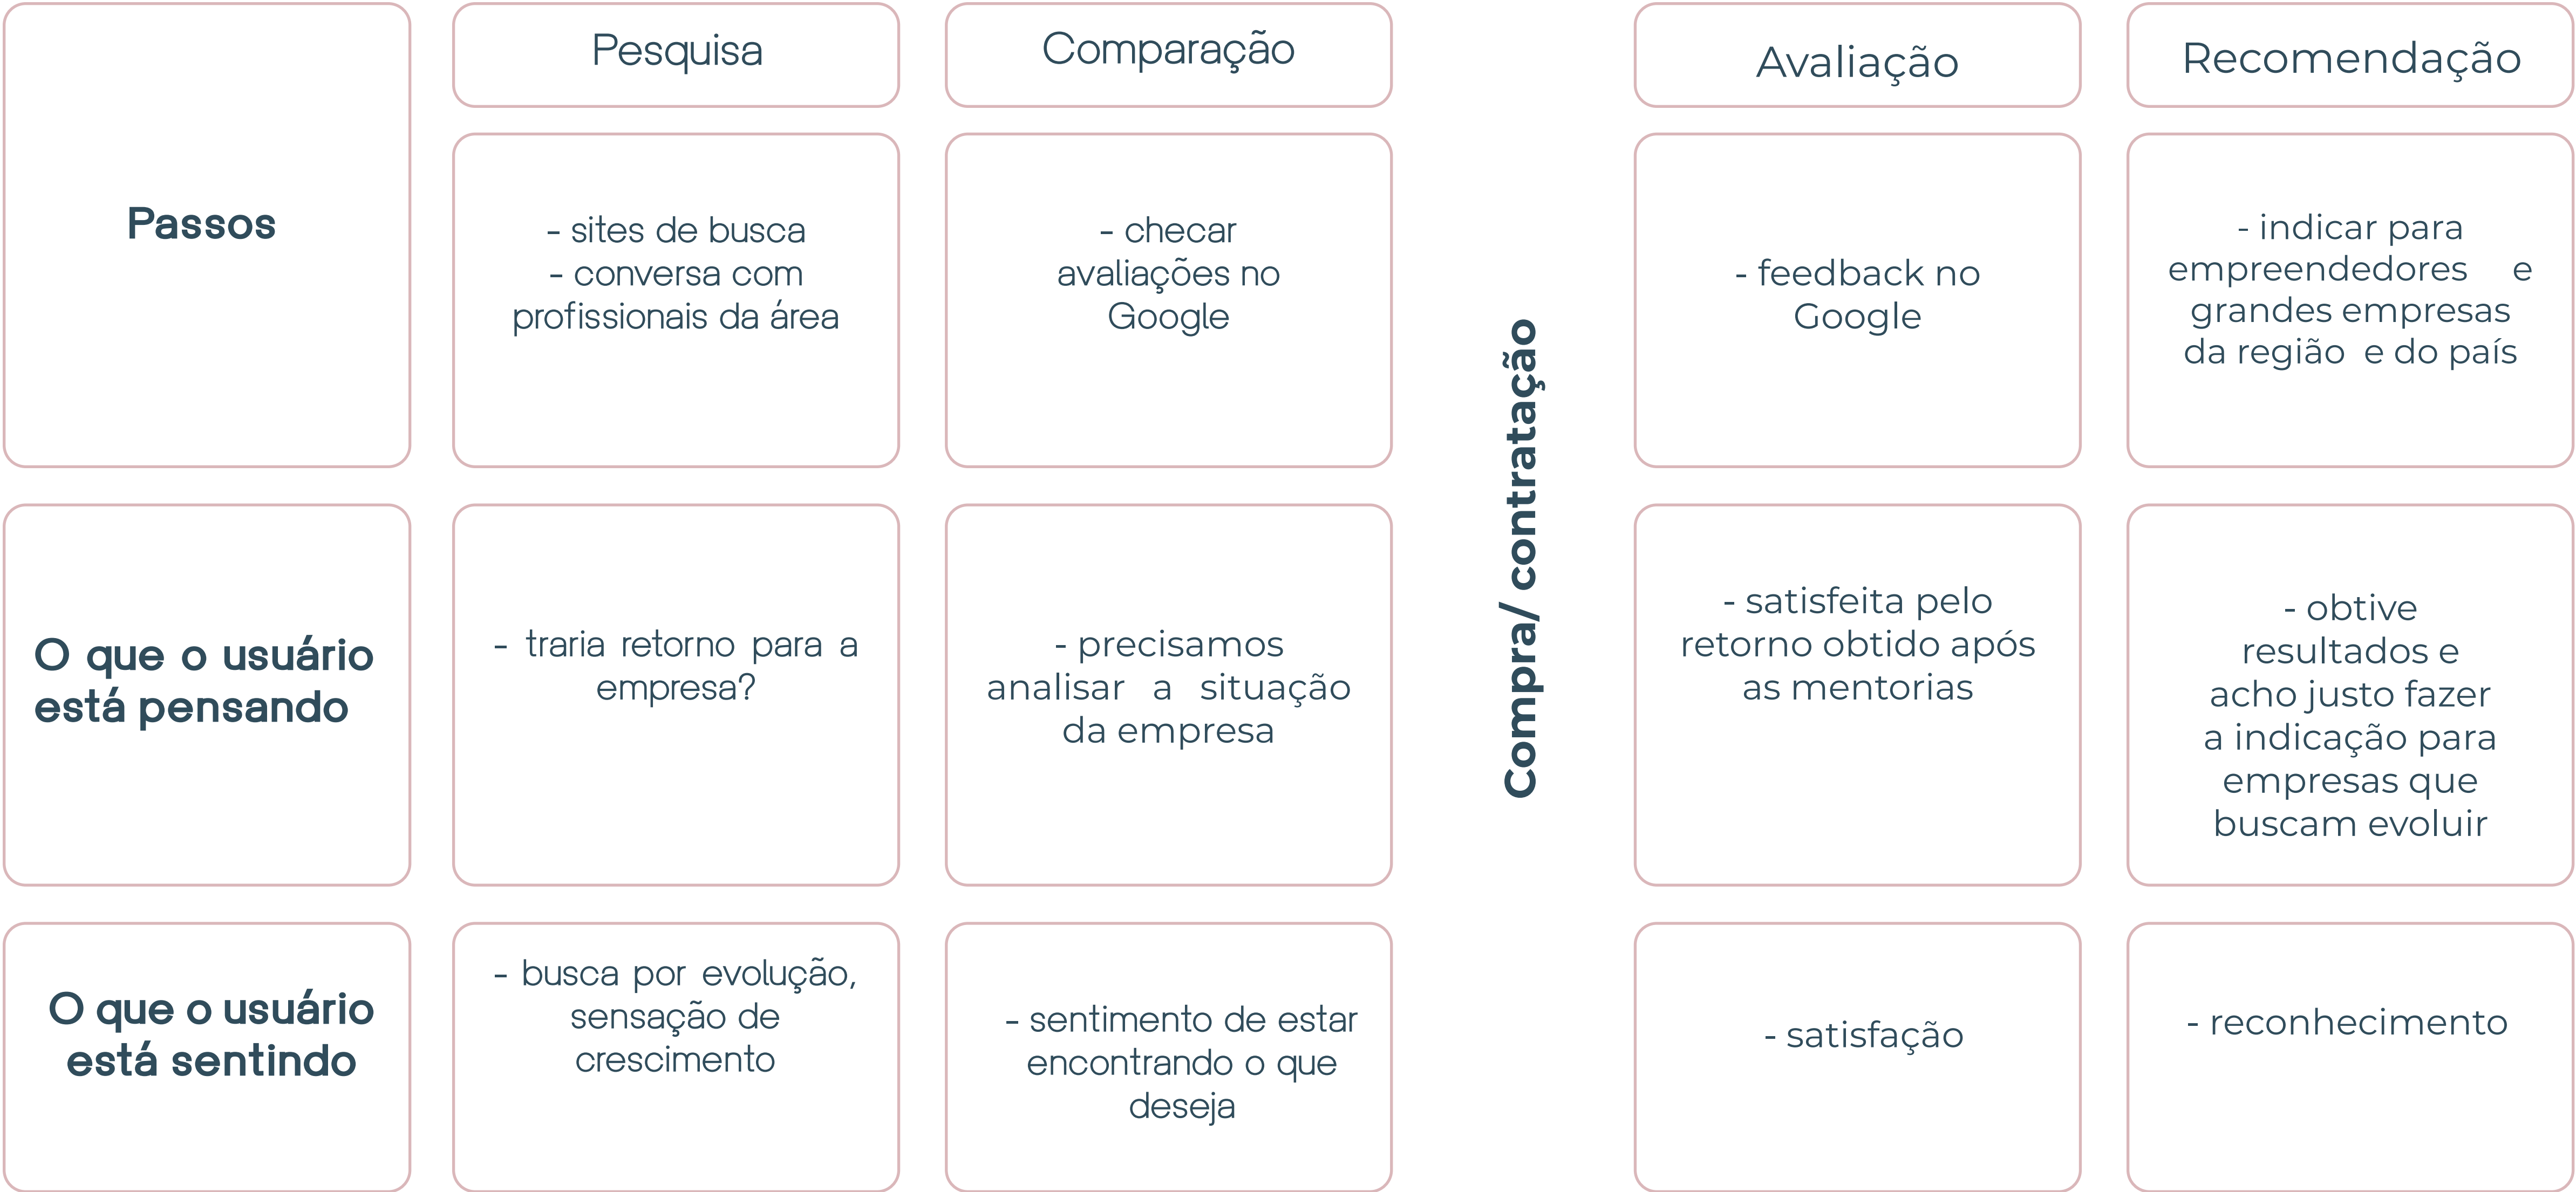 Passos
Pesquisa
Comparação
Avaliação
Recomendação
- sites de busca
- conversa com
profissionais da área
- checar
avaliações no
Google
Compra/ contratação
- feedback no
Google
- indicar para
empreendedores e
grandes empresas
da região e do país
O que o usuário
está pensando
- traria retorno para a
empresa?
- precisamos
analisar a situação
da empresa
- satisfeita pelo
retorno obtido após
as mentorias
- obtive
resultados e
acho justo fazer
a indicação para
empresas que
buscam evoluir
O que o usuário
está sentindo
- busca por evolução,
sensação de
crescimento
- sentimento de estar
encontrando o que
deseja
- satisfação
- reconhecimento